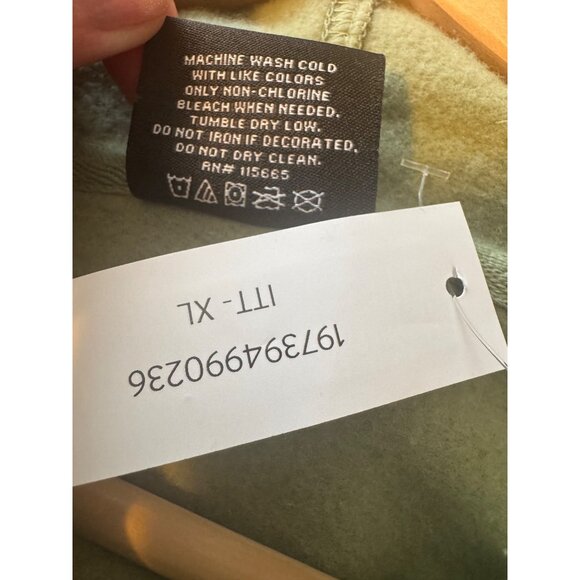 MACHINE WASH COLD
WITH LIKE COLORS
ONLY NON-CHLORINE
BLEACH WHEN NEEDED.
TUMBLE DRY LOW.
DO NOT IRON IF DECORATED.
DO NOT DRY CLEAN.
RN# 115665
197394990236
ITT - XL